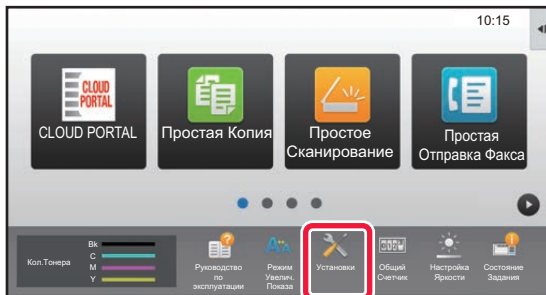 10:15
CLOUD
PORTAL
CLOUD PORTAL
Простая Копия
Простое
Сканирование
Простая
Отправка Факса
Кол.Тонера
Bk
C
M
Y
Руководство
по
эксплуатации
Режим
Увелич.
Показа
Установки
Общий
Счетчик
Настройка
Яркости
Состояние
Задания